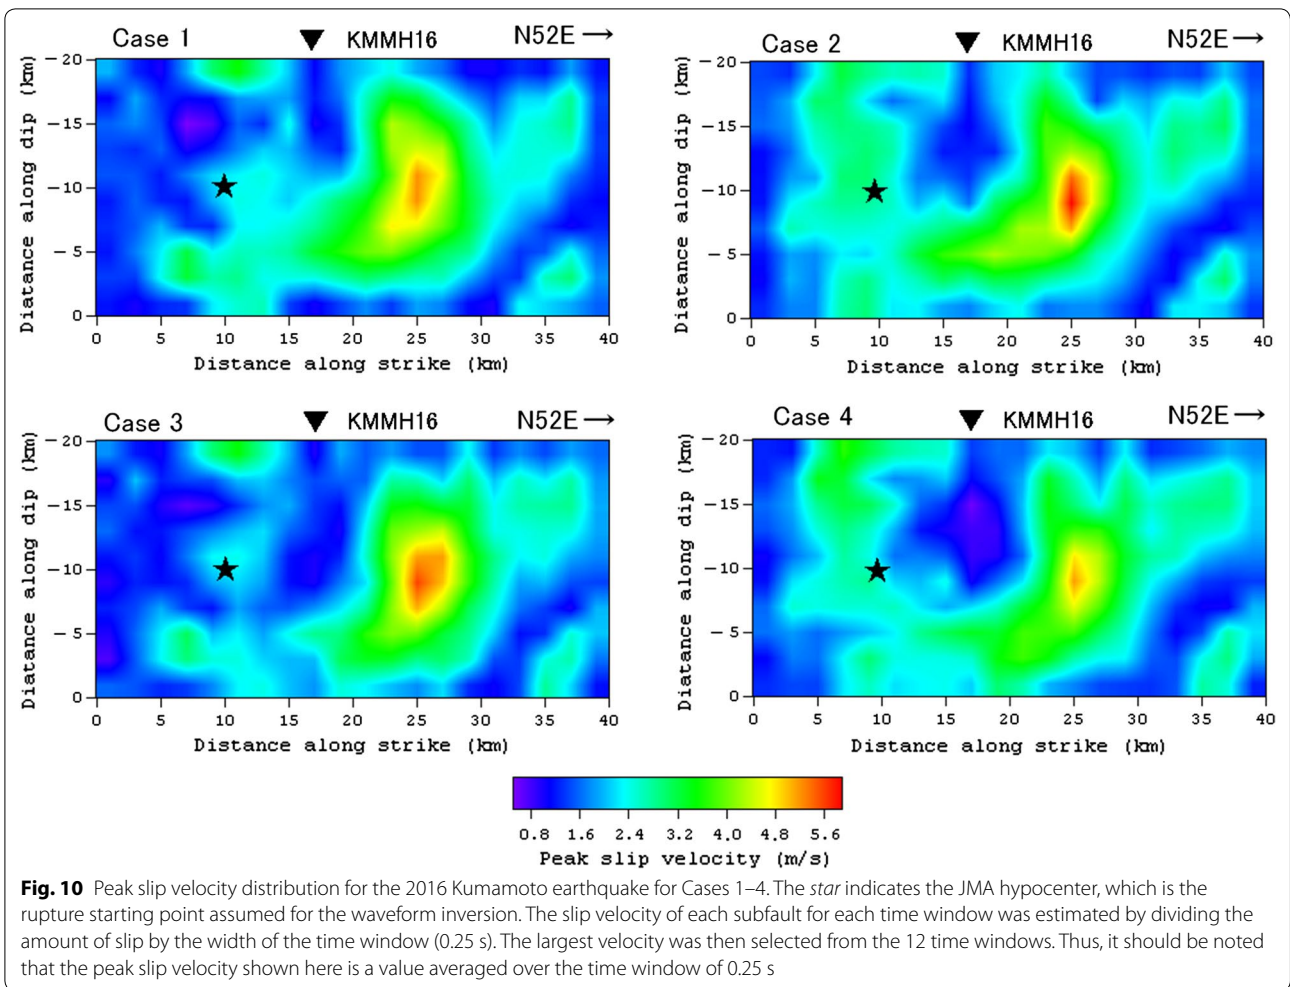 Case 1 KMMH16 N52E →
−20
−15
−10
−5
0
Diatance along dip (km)
0 5 10 15 20 25 30 35 40
Distance along strike (km)
Case 2 KMMH16 N52E →
−20
−15
−10
−5
0
Diatance along dip (km)
0 5 10 15 20 25 30 35 40
Distance along strike (km)
Case 3 KMMH16 N52E →
−20
−15
−10
−5
0
Diatance along dip (km)
0 5 10 15 20 25 30 35 40
Distance along strike (km)
Case 4 KMMH16 N52E →
−20
−15
−10
−5
0
Diatance along dip (km)
0 5 10 15 20 25 30 35 40
Distance along strike (km)
0.8 1.6 2.4 3.2 4.0 4.8 5.6
Peak slip velocity (m/s)
Fig. 10 Peak slip velocity distribution for the 2016 Kumamoto earthquake for Cases 1–4. The star indicates the JMA hypocenter, which is the
rupture starting point assumed for the waveform inversion. The slip velocity of each subfault for each time window was estimated by dividing the
amount of slip by the width of the time window (0.25 s). The largest velocity was then selected from the 12 time windows. Thus, it should be noted
that the peak slip velocity shown here is a value averaged over the time window of 0.25 s